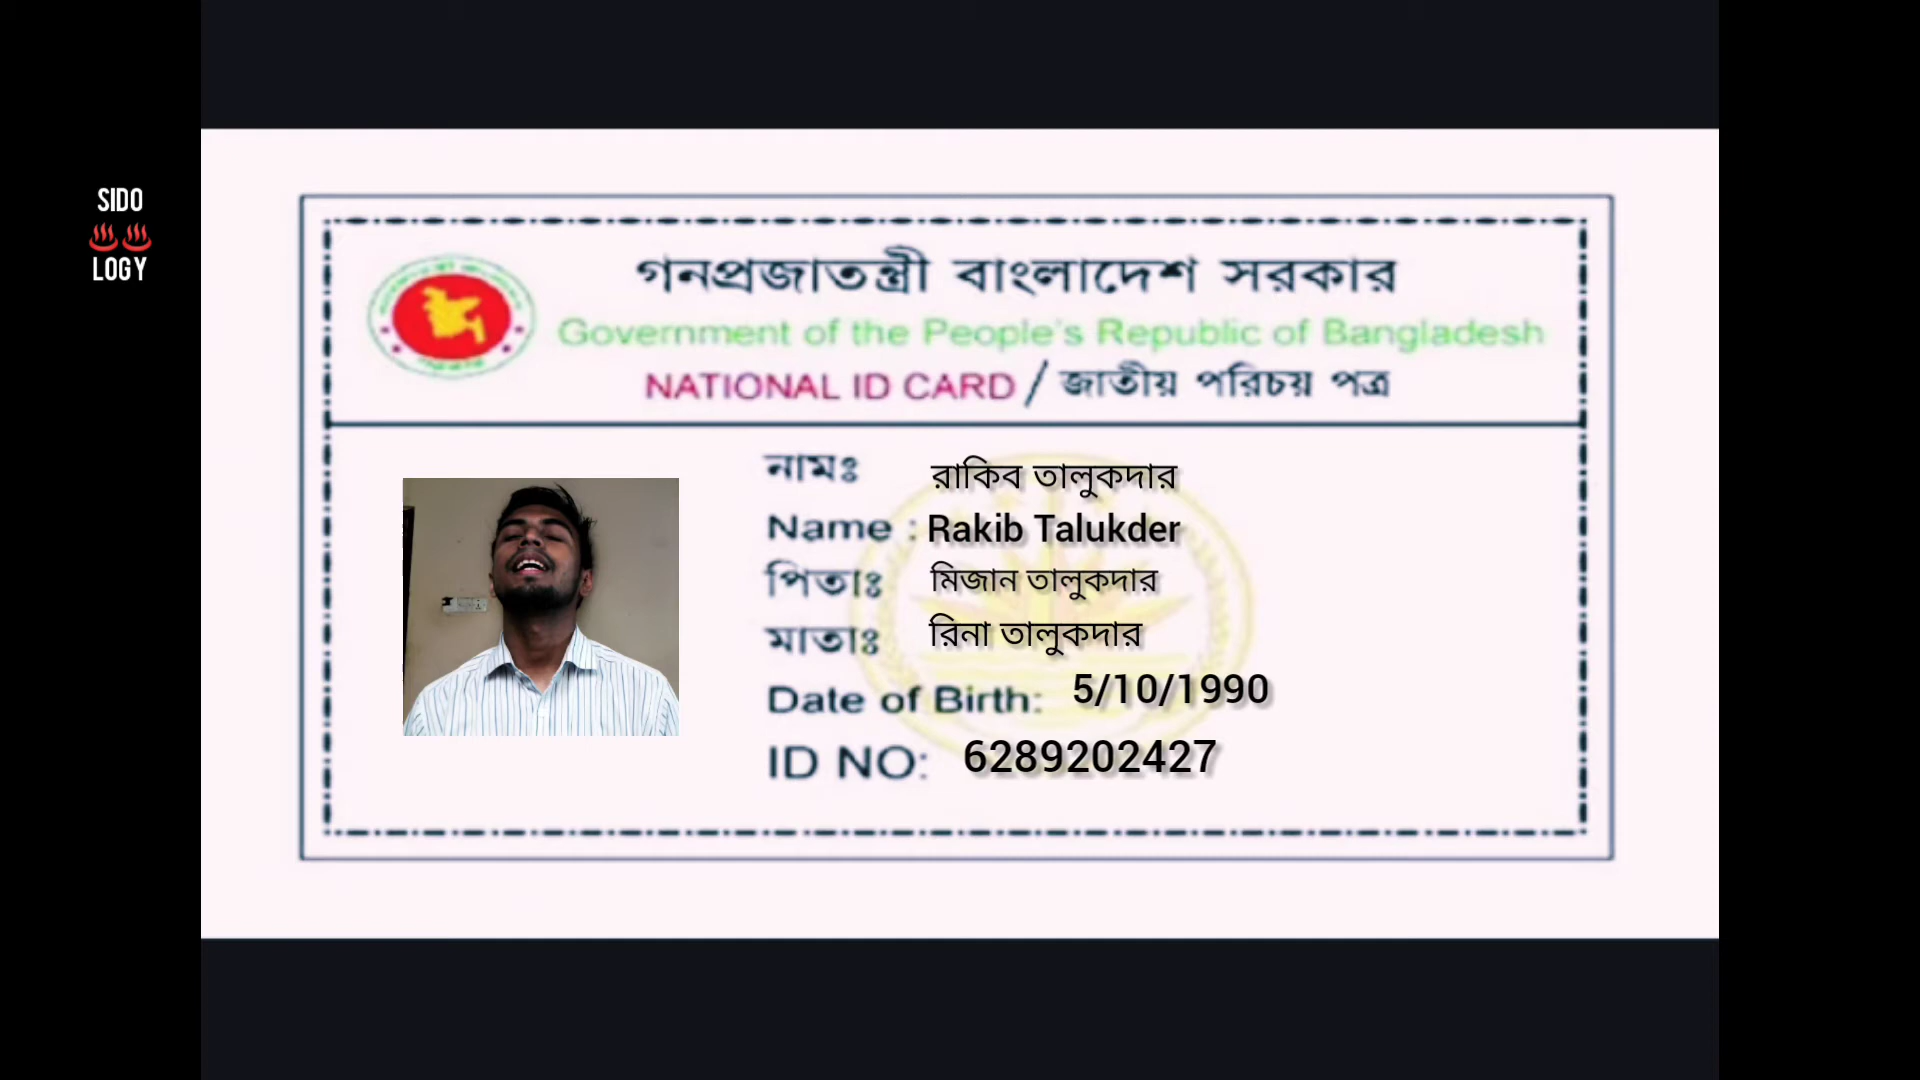 SIDO
LOGY
গনপ্রজাতন্ত্রী বাংলাদেশ সরকার
Government of the People's Republic of Bangladesh
NATIONAL ID CARD / জাতীয় পরিচয় পত্র
নামঃ রাকিব তালুকদার
Name : Rakib Talukder
পিতাঃ মিজান তালুকদার
মাতাঃ রিনা তালুকদার
Date of Birth: 5/10/1990
ID NO: 6289202427